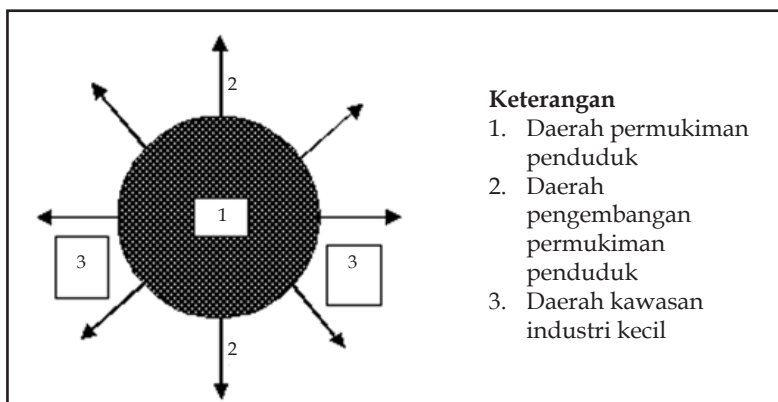 2
1
3
3
2
Keterangan
1. Daerah permukiman
penduduk
2. Daerah
pengembangan
permukiman
penduduk
3. Daerah kawasan
industri kecil